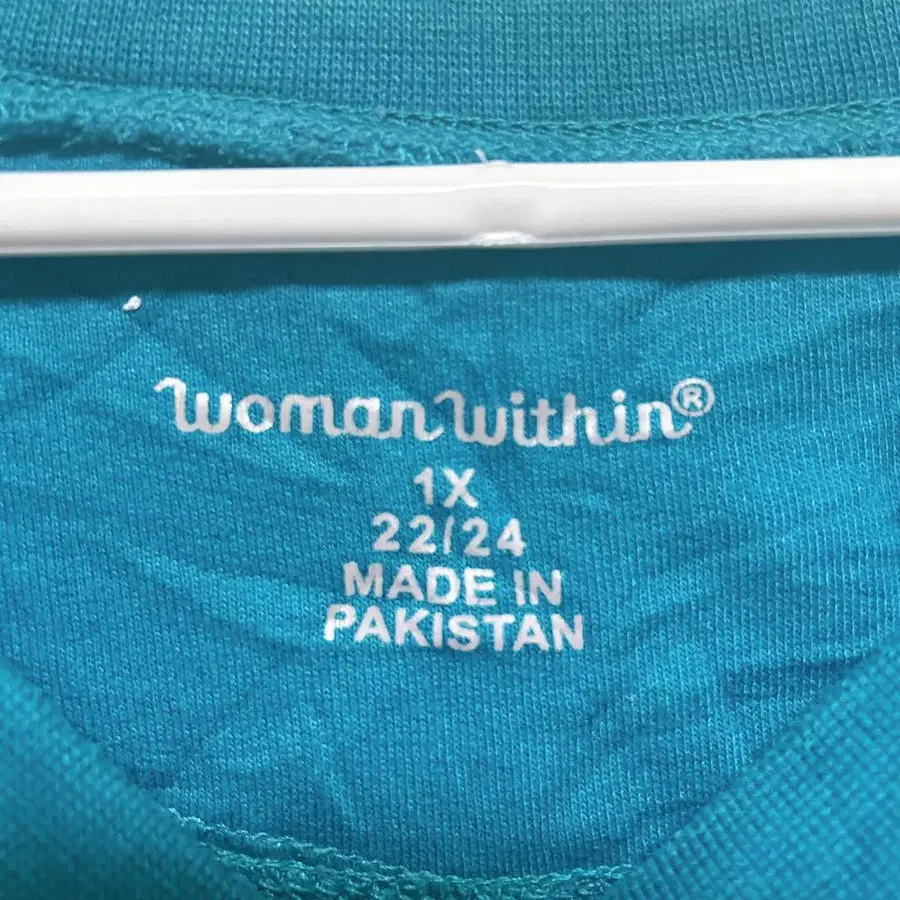 woman within®
1X
22/24
MADE IN
PAKISTAN